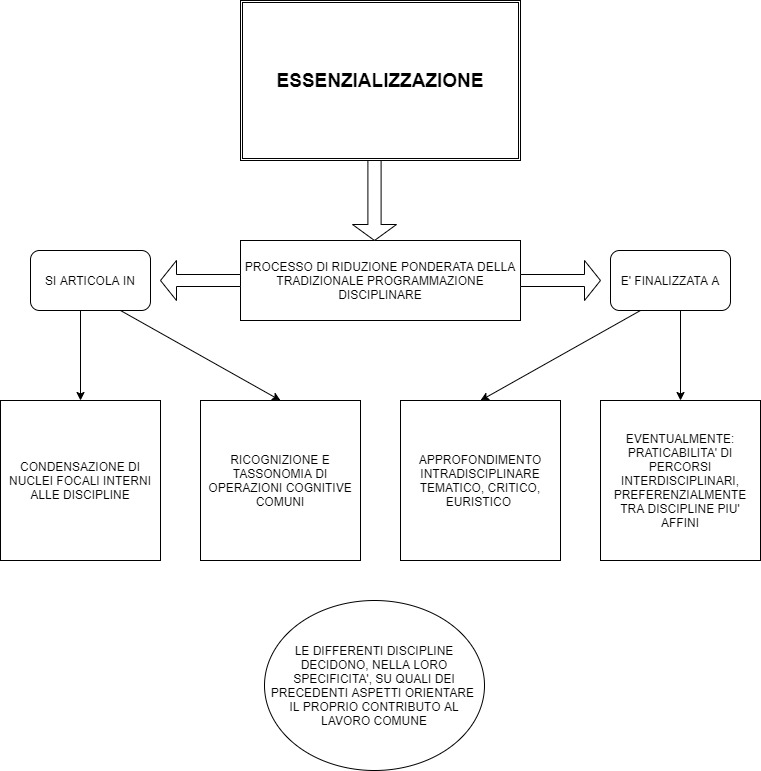 ESSENZIALIZZAZIONE
PROCESSO DI RIDUZIONE PONDERATA DELLA
TRADIZIONALE PROGRAMMAZIONE
DISCIPLINARE
SI ARTICOLA IN
E' FINALIZZATA A
CONDENSAZIONE DI
NUCLEI FOCALI INTERNI
ALLE DISCIPLINE
RICOGNIZIONE E
TASSONOMIA DI
OPERAZIONI COGNITIVE
COMUNI
APPROFONDIMENTO
INTRADISCIPLINARE
TEMATICO, CRITICO,
EURISTICO
EVENTUALMENTE:
PRATICABILITA' DI
PERCORSI
INTERDISCIPLINARI,
PREFERENZIALMENTE
TRA DISCIPLINE PIU'
AFFINI
LE DIFFERENTI DISCIPLINE
DECIDONO, NELLA LORO
SPECIFICITA', SU QUALI DEI
PRECEDENTI ASPETTI ORIENTARE
IL PROPRIO CONTRIBUTO AL
LAVORO COMUNE